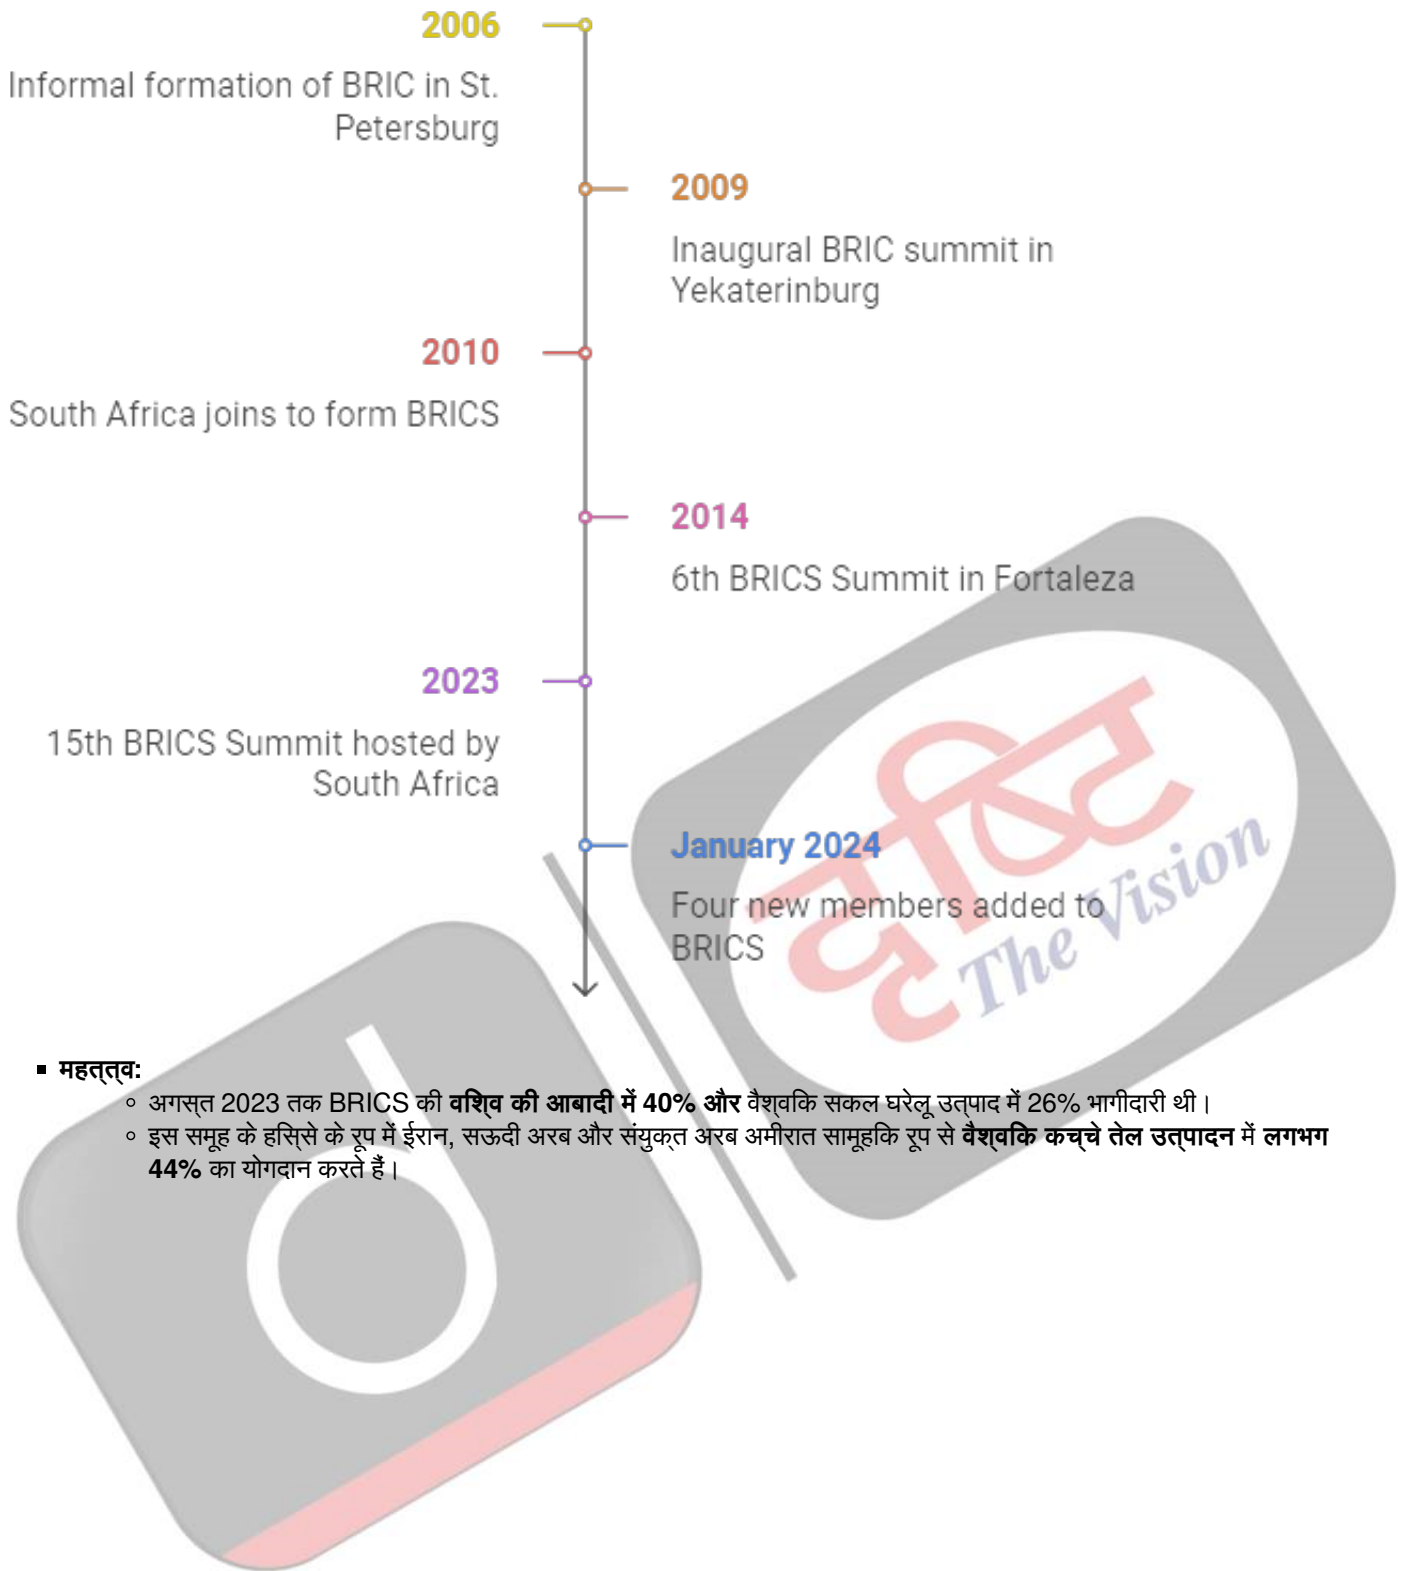 2006
Informal formation of BRIC in St.
Petersburg
2009
Inaugural BRIC summit in
Yekaterinburg
2010
South Africa joins to form BRICS
2014
6th BRICS Summit in Fortaleza
2023
15th BRICS Summit hosted by
South Africa
January 2024
Four new members added to
BRICS
दृष्टि
The Vision
d
महत्त्व:
अगस्त 2023 तक BRICS की विश्व की आबादी में 40% और वैश्विक सकल घरेलू उत्पाद में 26% भागीदारी थी।
इस समूह के हिस्से के रूप में ईरान, सऊदी अरब और संयुक्त अरब अमीरात सामूहिक रूप से वैश्विक कच्चे तेल उत्पादन में लगभग
44% का योगदान करते हैं।